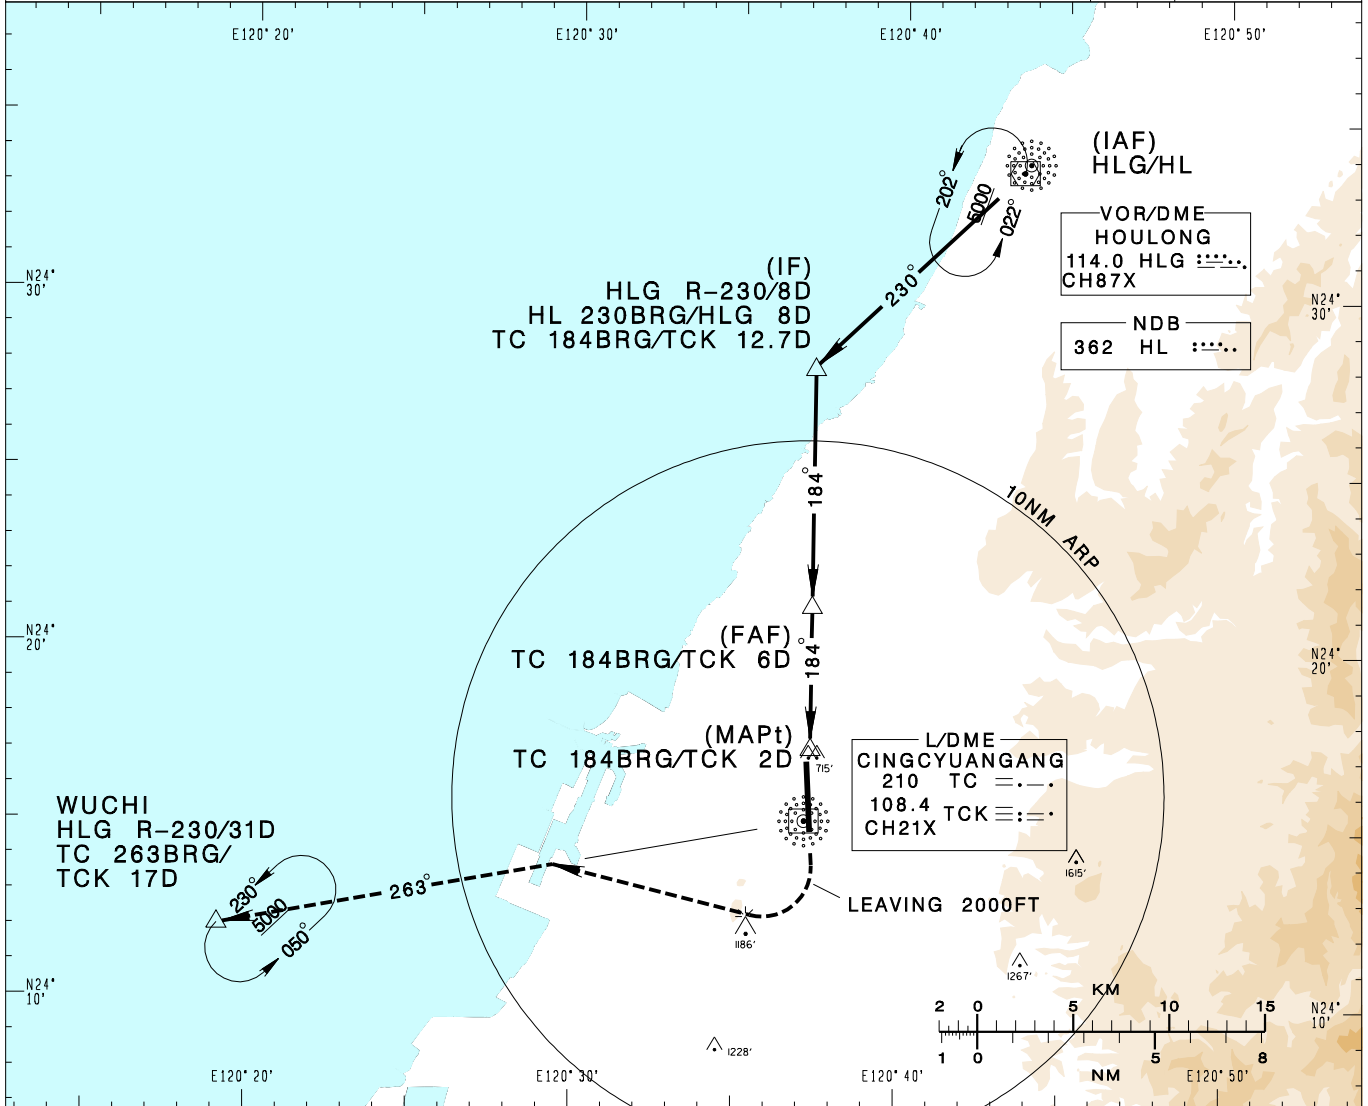 E120° 20'
E120° 30'
E120° 40'
E120° 50'
(IAF)
HLG/HL
202°
5000
022°
VOR/DME
HOULONG
114.0 HLG
CH87X
(IF)
HLG R-230/8D
HL 230BRG/HLG 8D
TC 184BRG/TCK 12.7D
230°
N24°
30'
N24°
30'
NDB
362 HL
184°
10NM ARP
N24°
20'
(FAF)
TC 184BRG/TCK 6D
184°
N24°
20'
(MAPt)
TC 184BRG/TCK 2D
715'
L/DME
CINGCYUANGANG
210 TC
108.4 TCK
CH21X
WUCHI
HLG R-230/31D
TC 263BRG/
TCK 17D
230°
5000
050°
263°
1615'
LEAVING 2000FT
1186'
1267'
N24°
10'
KM
2 0 5 10 15
1 0 5 8
NM
N24°
10'
1228'
E120° 20'
E120° 30'
E120° 40'
E120° 50'